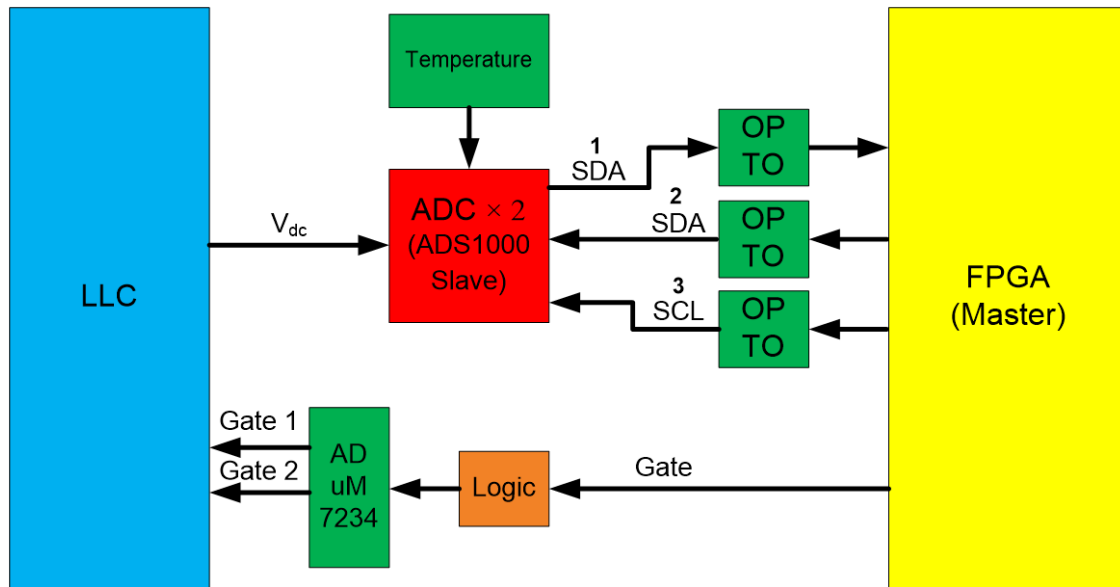 LLC
Temperature
V_dc
ADC × 2
(ADS1000
Slave)
1
SDA
OP
TO
2
SDA
OP
TO
3
SCL
OP
TO
FPGA
(Master)
Gate 1
Gate 2
AD
uM
7234
Logic
Gate